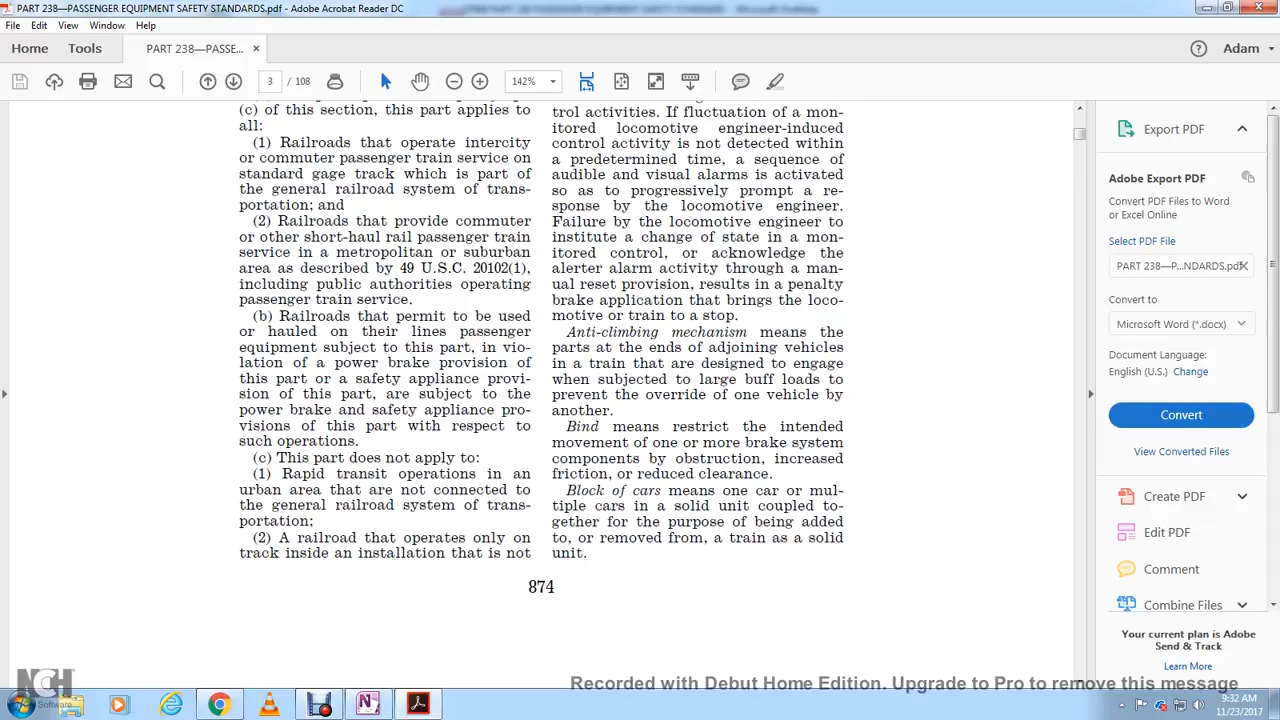 PART 238—PASSENGER EQUIPMENT SAFETY STANDARDS.pdf - Adobe Acrobat Reader DC
File Edit View Window Help
Home Tools PART 238—PASSE... × Adam
3 / 108 142%
(c) of this section, this part applies to
all:
(1) Railroads that operate intercity
or commuter passenger train service on
standard gage track which is part of
the general railroad system of trans-
portation; and
(2) Railroads that provide commuter
or other short-haul rail passenger train
service in a metropolitan or suburban
area as described by 49 U.S.C. 20102(1),
including public authorities operating
passenger train service.
(b) Railroads that permit to be used
or hauled on their lines passenger
equipment subject to this part, in vio-
lation of a power brake provision of
this part or a safety appliance provi-
sion of this part, are subject to the
power brake and safety appliance pro-
visions of this part with respect to
such operations.
(c) This part does not apply to:
(1) Rapid transit operations in an
urban area that are not connected to
the general railroad system of trans-
portation;
(2) A railroad that operates only on
track inside an installation that is not
trol activities. If fluctuation of a mon-
itored locomotive engineer-induced
control activity is not detected within
a predetermined time, a sequence of
audible and visual alarms is activated
so as to progressively prompt a re-
sponse by the locomotive engineer.
Failure by the locomotive engineer to
institute a change of state in a mon-
itored control, or acknowledge the
alerter alarm activity through a man-
ual reset provision, results in a penalty
brake application that brings the loco-
motive or train to a stop.
Anti-climbing mechanism means the
parts at the ends of adjoining vehicles
in a train that are designed to engage
when subjected to large buff loads to
prevent the override of one vehicle by
another.
Bind means restrict the intended
movement of one or more brake system
components by obstruction, increased
friction, or reduced clearance.
Block of cars means one car or mul-
tiple cars in a solid unit coupled to-
gether for the purpose of being added
to, or removed from, a train as a solid
unit.
874
Export PDF
Adobe Export PDF
Convert PDF Files to Word
or Excel Online
Select PDF File
PART 238—P...NDARDS.pdf
Convert to
Microsoft Word (*.docx)
Document Language:
English (U.S.) Change
Convert
View Converted Files
Create PDF
Edit PDF
Comment
Combine Files
Your current plan is Adobe
Send & Track
Learn More
NCH
Software
Recorded with Debut Home Edition. Upgrade to Pro to remove this message
9:32 AM
11/23/2017